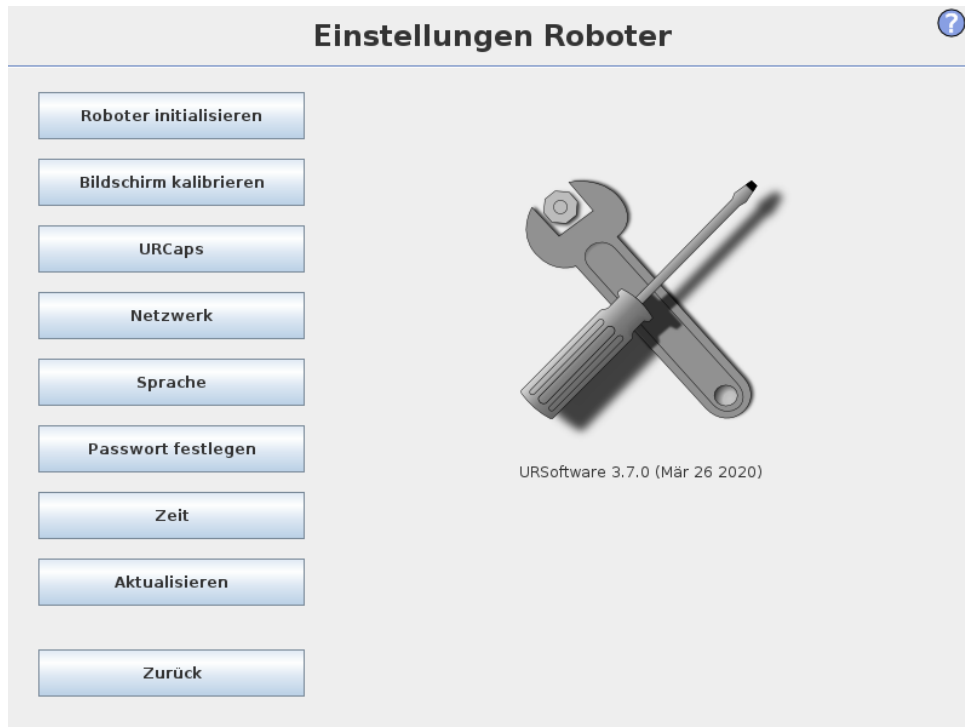 Einstellungen Roboter
?
Roboter initialisieren
Bildschirm kalibrieren
URCaps
Netzwerk
Sprache
Passwort festlegen
Zeit
Aktualisieren
Zurück
URSoftware 3.7.0 (Mär 26 2020)